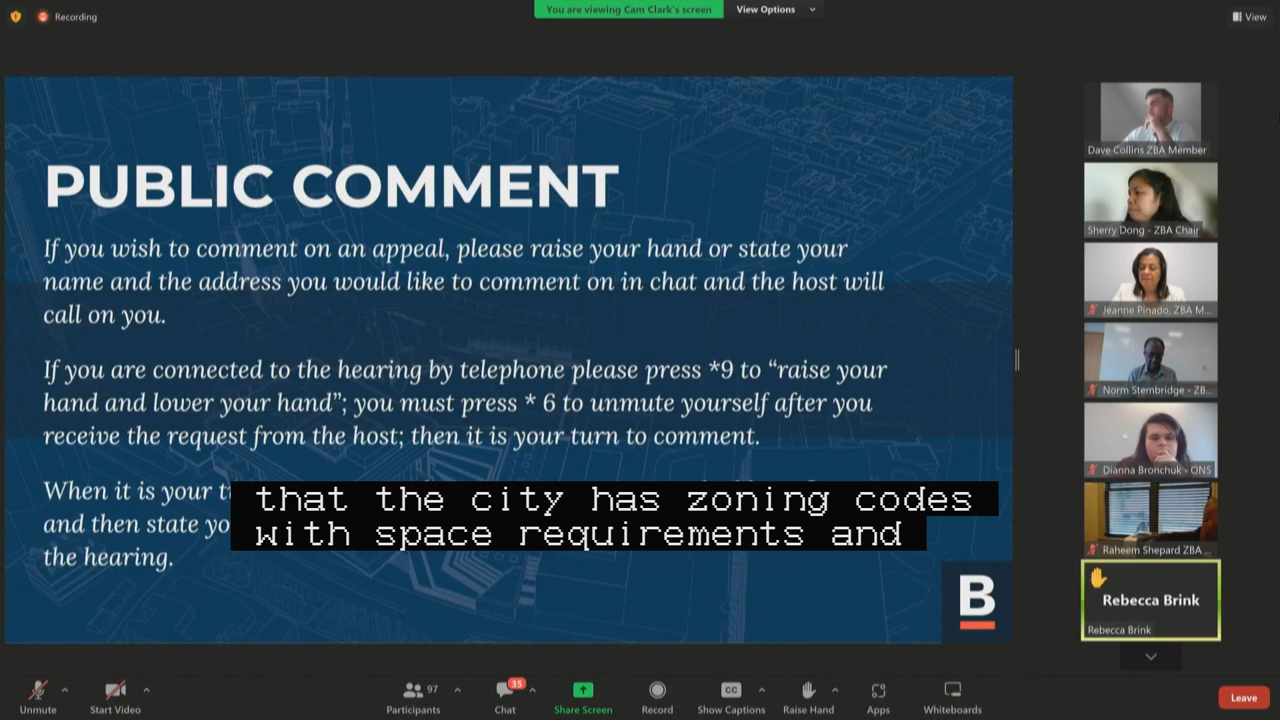 Recording
You are viewing Cam Clark's screen
View Options
View
PUBLIC COMMENT
If you wish to comment on an appeal, please raise your hand or state your
name and the address you would like to comment on in chat and the host will
call on you.
If you are connected to the hearing by telephone please press *9 to “raise your
hand and lower your hand”; you must press * 6 to unmute yourself after you
receive the request from the host; then it is your turn to comment.
When it is your
and then state
the hearing.
that the city has zoning codes
with space requirements and
B
Dave Collins ZBA Member
Sherry Dong - ZBA Chair
Jeanne Pinado, ZBA M...
Norm Stembridge - ZB...
Dianna Bronchuk - ONS
Raheem Shepard ZBA ...
Rebecca Brink
Rebecca Brink
Unmute
Start Video
97
Participants
35
Chat
Share Screen
Record
CC
Show Captions
Raise Hand
Apps
Whiteboards
Leave